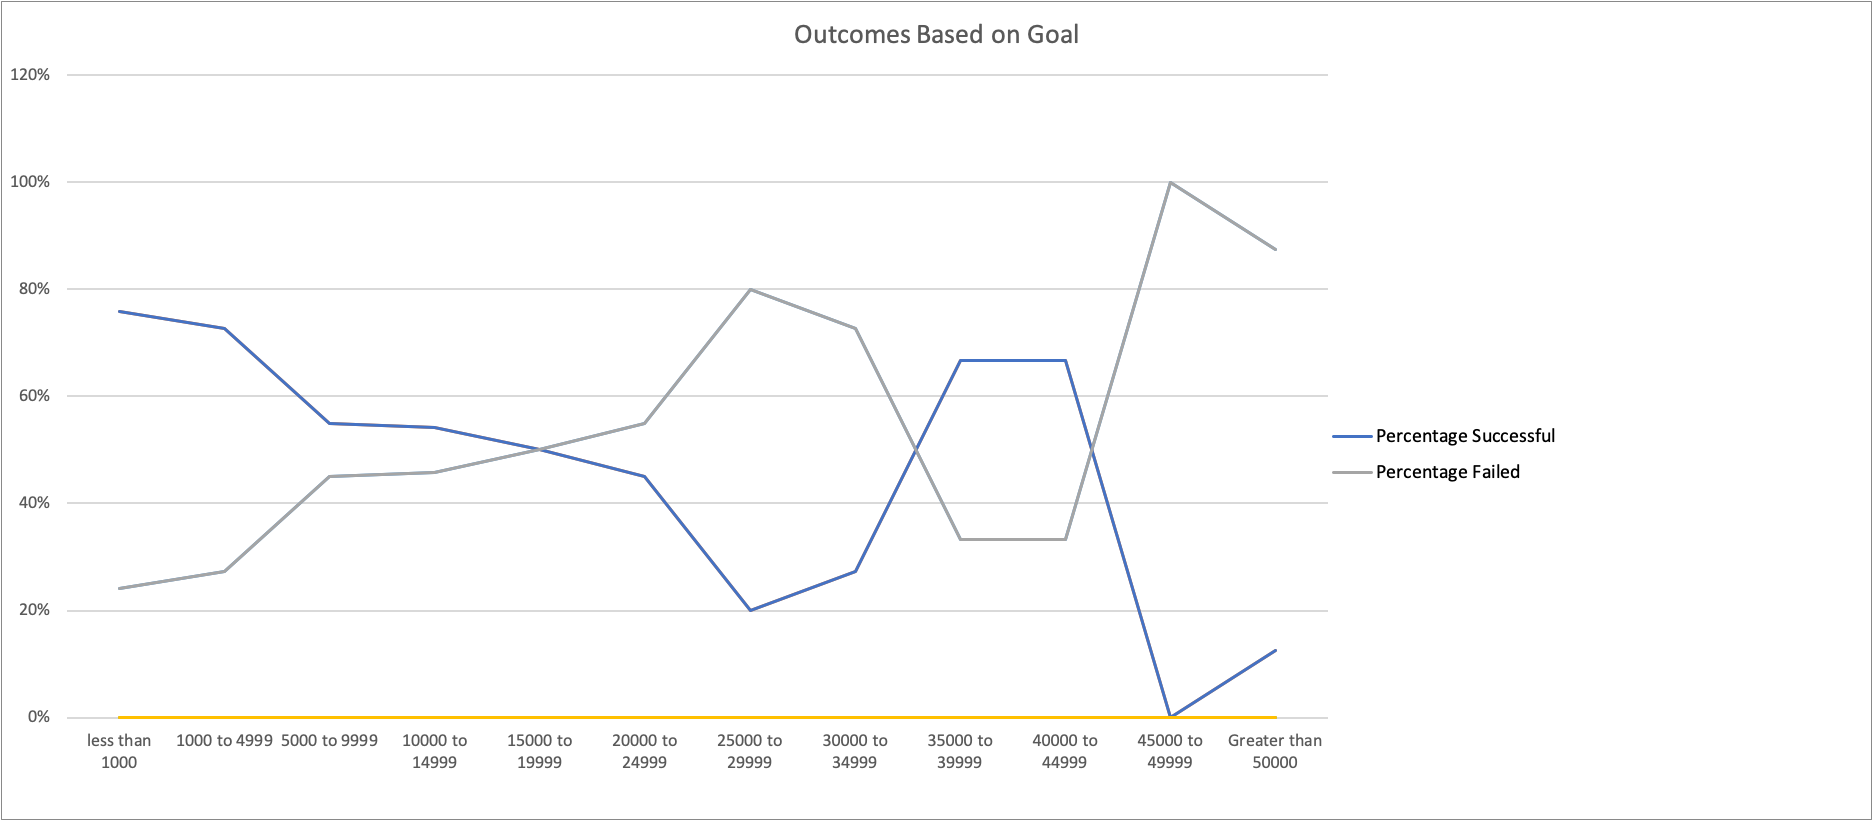 Outcomes Based on Goal
120%
100%
80%
60%
40%
20%
0%
less than
1000
1000 to 4999
5000 to 9999
10000 to
14999
15000 to
19999
20000 to
24999
25000 to
29999
30000 to
34999
35000 to
39999
40000 to
44999
45000 to
49999
Greater than
50000
Percentage Successful
Percentage Failed